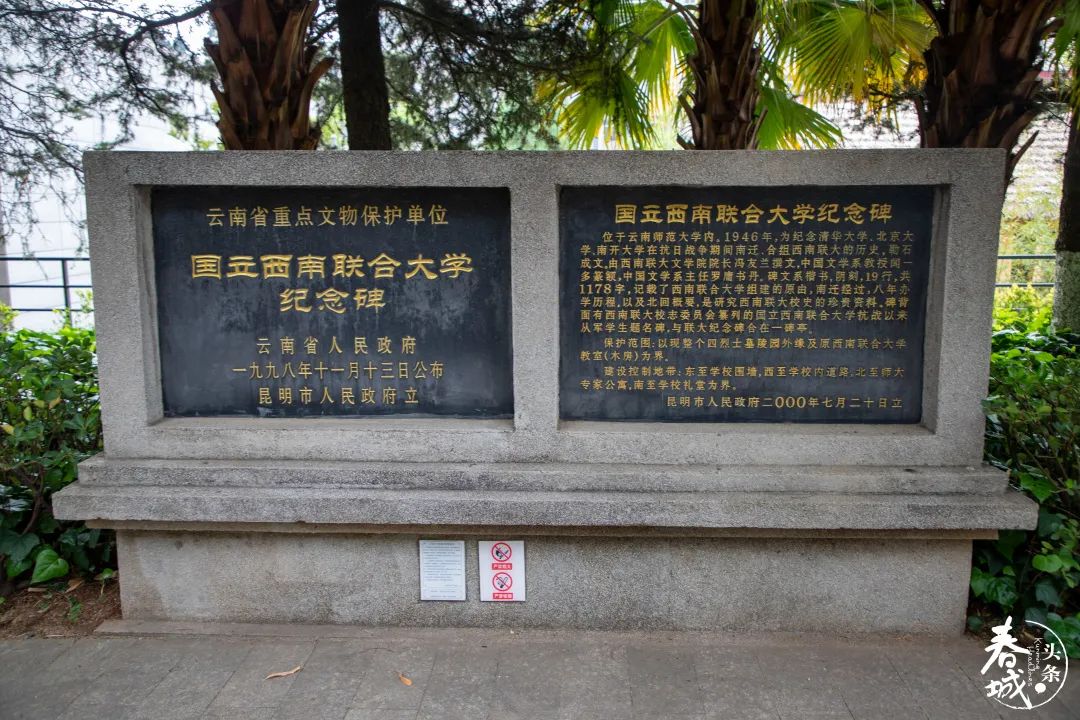 云南省重点文物保护单位
国立西南联合大学
纪念碑
云南省人民政府
一九九八年十一月十三日公布
昆明市人民政府立
国立西南联合大学纪念碑
位于云南师范大学内。1946年,为纪念清华大学、北京大
学、南开大学在抗日战争期间南迁、合组西南联大的历史,勒石
成文。由西南联大文学院院长冯友兰撰文,中国文学系教授闻一
多篆额,中国文学系主任罗庸书丹。碑文系楷书,阴刻,19行,共
1178字,记载了西南联合大学组建的原由,南迁经过,八年办
学历程,以及北回概要,是研究西南联大校史的珍贵资料。碑背
面有西南联大校志委员会纂列的国立西南联合大学抗战以来
从军学生题名碑,与联大纪念碑合在一碑亭。
保护范围:以现整个四烈士墓陵园外缘及原西南联合大学
教室(木房)为界。
建设控制地带:东至学校围墙,西至学校内道路,北至师大
专家公寓,南至学校礼堂为界。
昆明市人民政府二000年七月二十日立
春城
头条